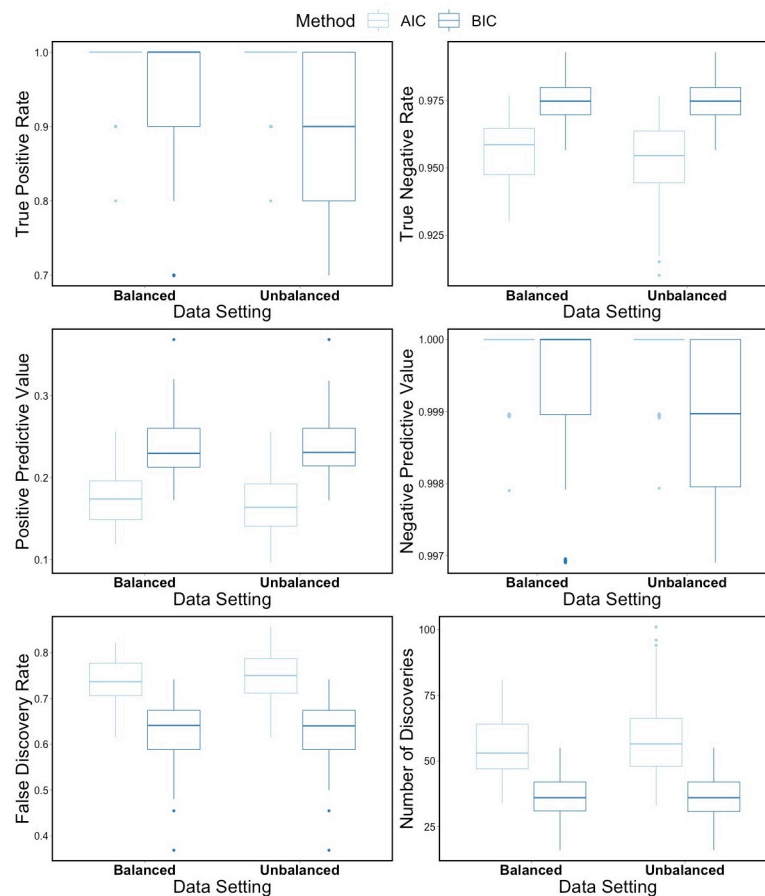 Method AIC BIC
True Positive Rate
1.0
0.9
0.8
0.7
Balanced Unbalanced
Data Setting
True Negative Rate
0.975
0.950
0.925
Balanced Unbalanced
Data Setting
Positive Predictive Value
0.3
0.2
0.1
Balanced Unbalanced
Data Setting
Negative Predictive Value
1.000
0.999
0.998
0.997
Balanced Unbalanced
Data Setting
False Discovery Rate
0.8
0.7
0.6
0.5
0.4
Balanced Unbalanced
Data Setting
Number of Discoveries
100
75
50
25
Balanced Unbalanced
Data Setting